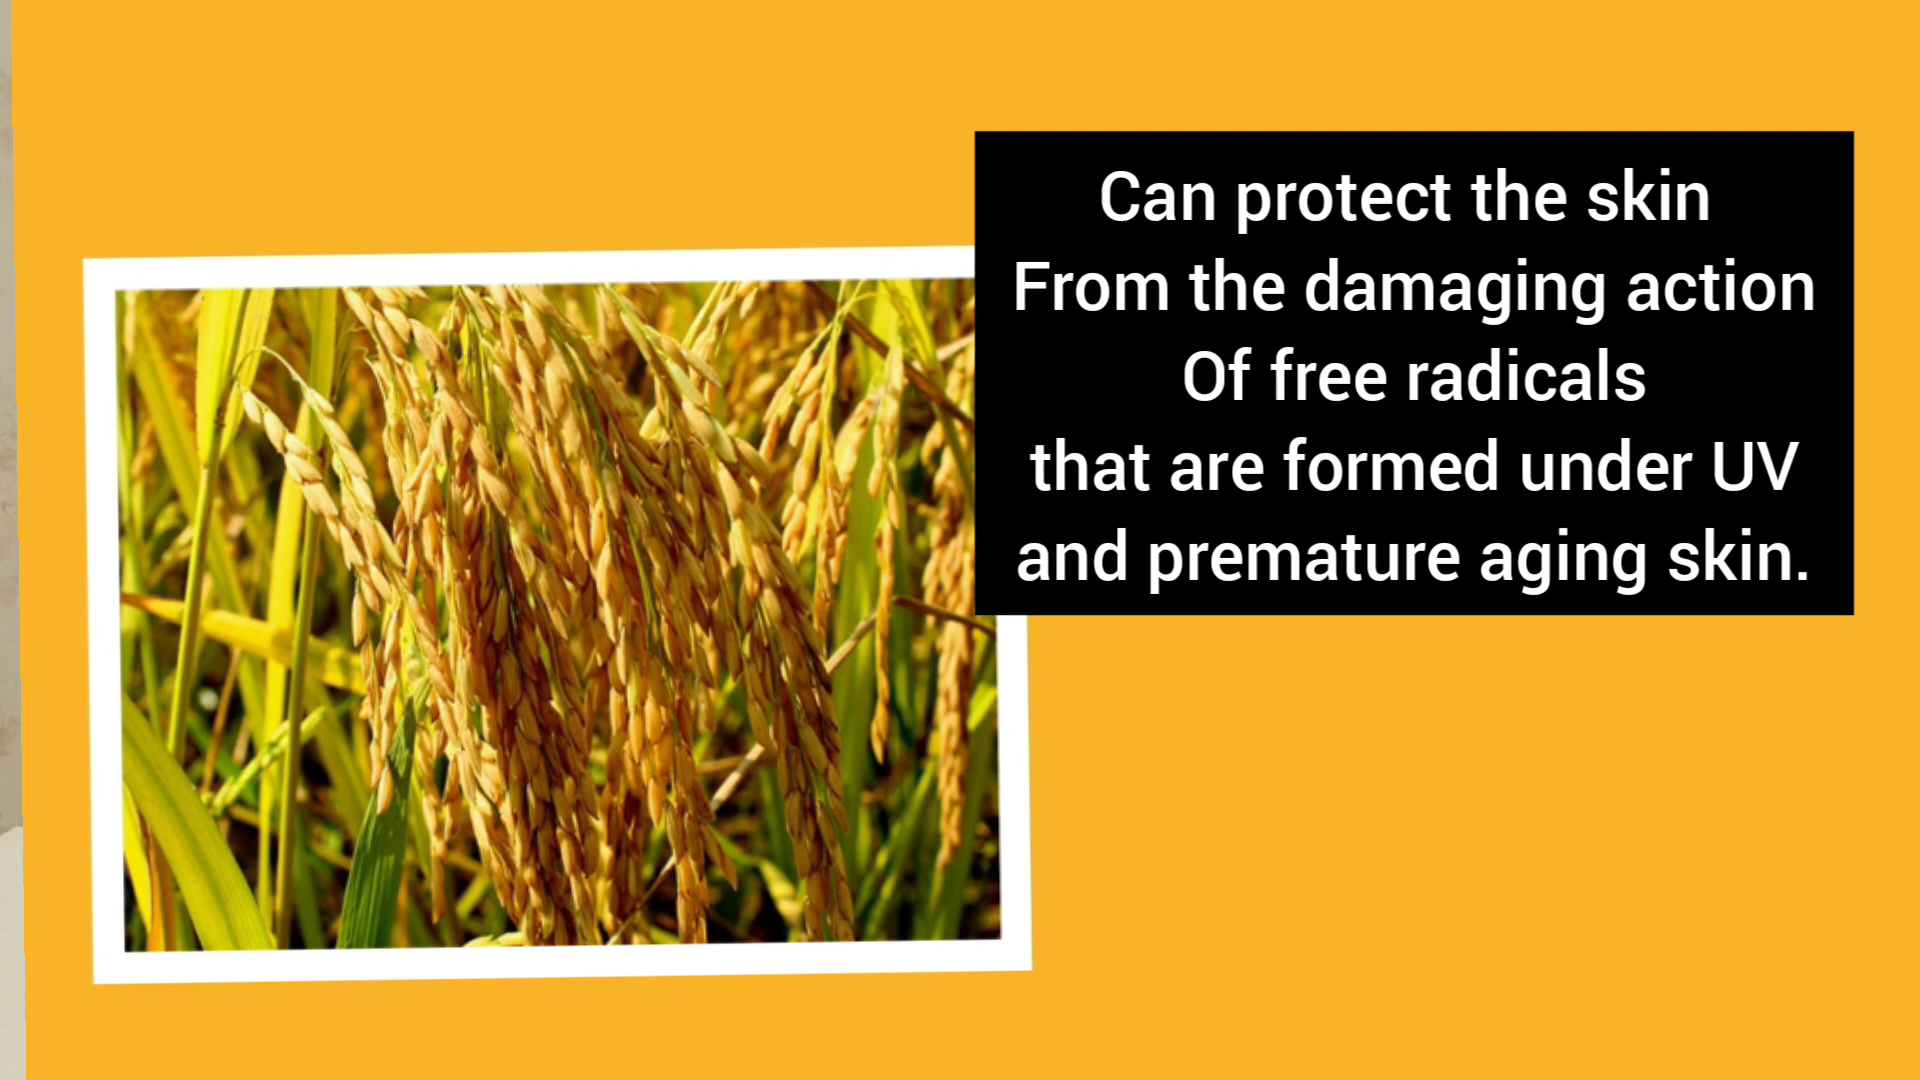 Can protect the skin
From the damaging action
Of free radicals
that are formed under UV
and premature aging skin.